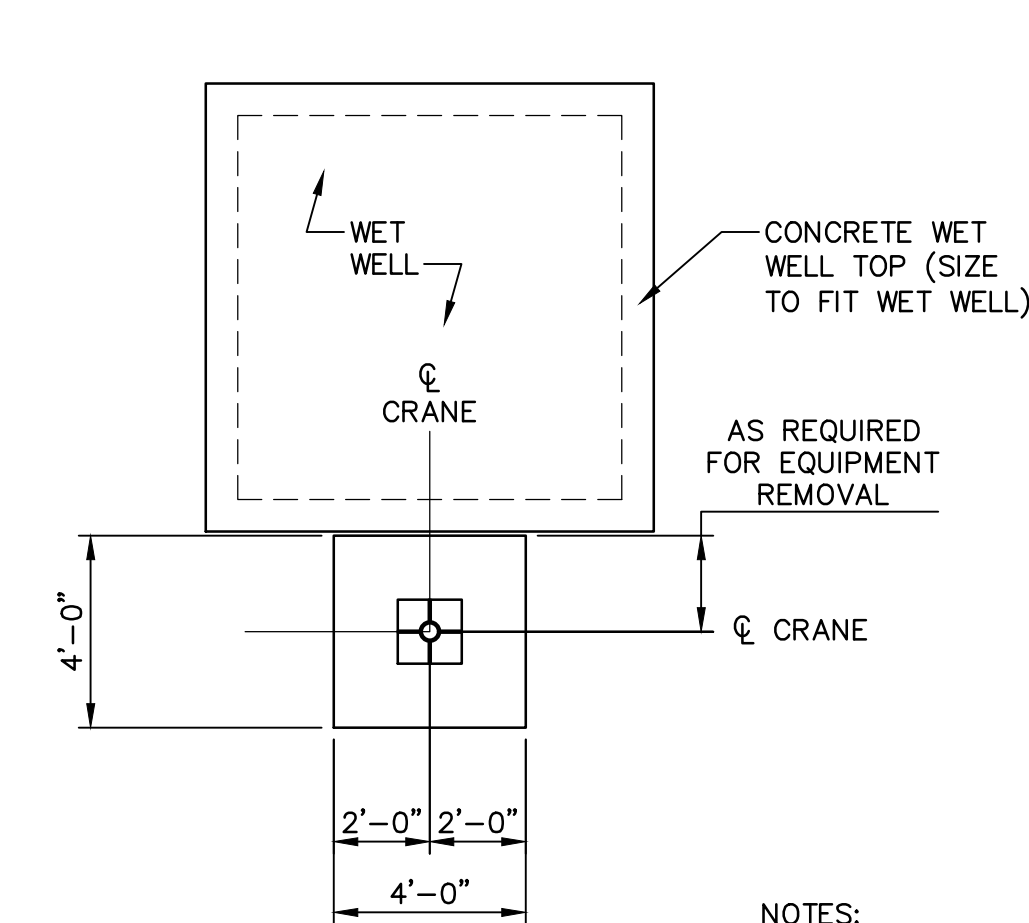 WET
WELL
CONCRETE WET
WELL TOP (SIZE
TO FIT WET WELL)
℄
CRANE
AS REQUIRED
FOR EQUIPMENT
REMOVAL
4'-0"
℄ CRANE
2'-0" 2'-0"
4'-0"
NOTES: